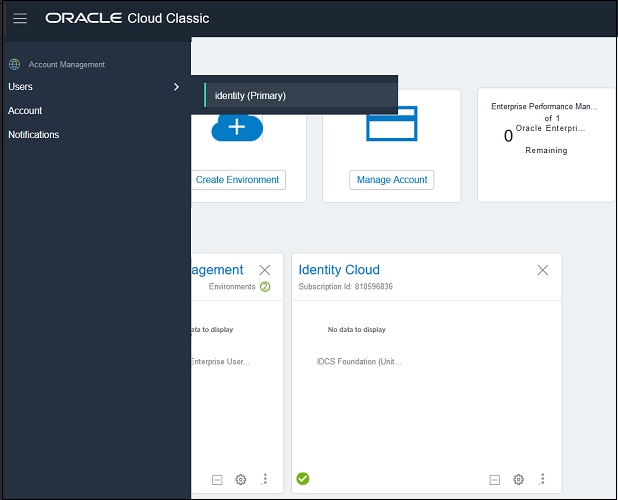 ORACLE Cloud Classic
Account Management
Users
identity (Primary)
Account
Notifications
Create Environment
Manage Account
Enterprise Performance Man...
of 1
0 Oracle Enterpri...
Remaining
agement
Environments 2
ata to display
Enterprise User...
Identity Cloud
Subscription Id: 810596836
No data to display
IDCS Foundation (Unit...